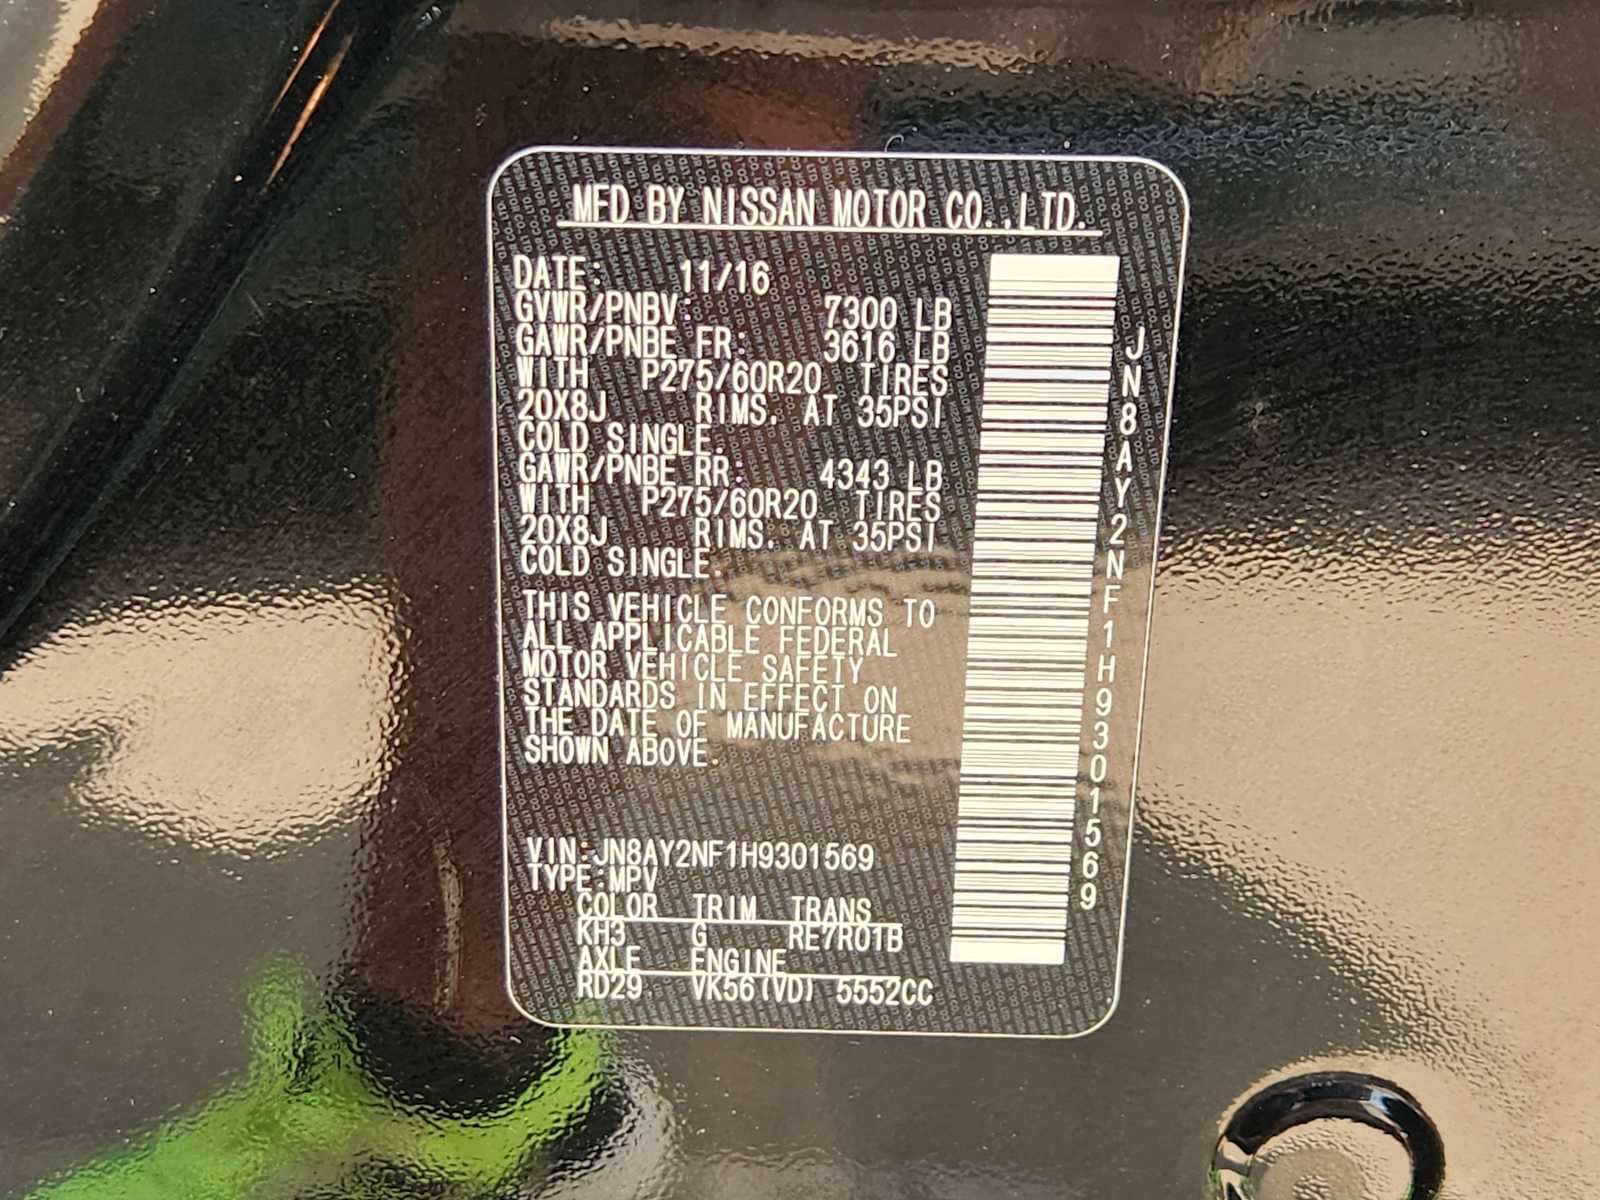 MFD BY NISSAN MOTOR CO.,LTD.
DATE: 11/16
GVWR/PNBV: 7300 LB
GAWR/PNBE FR: 3616 LB
WITH P275/60R20 TIRES
20X8J RIMS. AT 35PSI
COLD SINGLE.
GAWR/PNBE RR: 4343 LB
WITH P275/60R20 TIRES
20X8J RIMS. AT 35PSI
COLD SINGLE.
THIS VEHICLE CONFORMS TO
ALL APPLICABLE FEDERAL
MOTOR VEHICLE SAFETY
STANDARDS IN EFFECT ON
THE DATE OF MANUFACTURE
SHOWN ABOVE.
VIN:JN8AY2NF1H9301569
TYPE:MPV
COLOR TRIM TRANS
KH3 G RE7R01B
AXLE ENGINE
RD29 VK56(VD) 5552CC
JN8AY2NF1H9301569